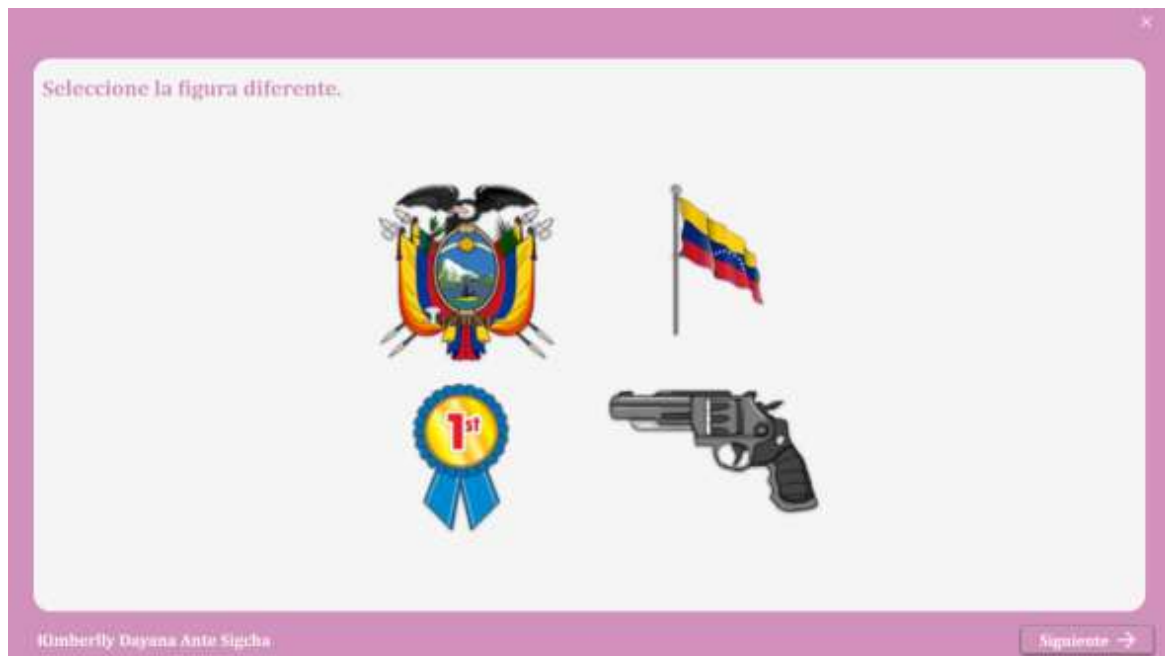 Seleccione la figura diferente.
1st
Kimberlly Dayana Ante Sigcha
Siguiente →